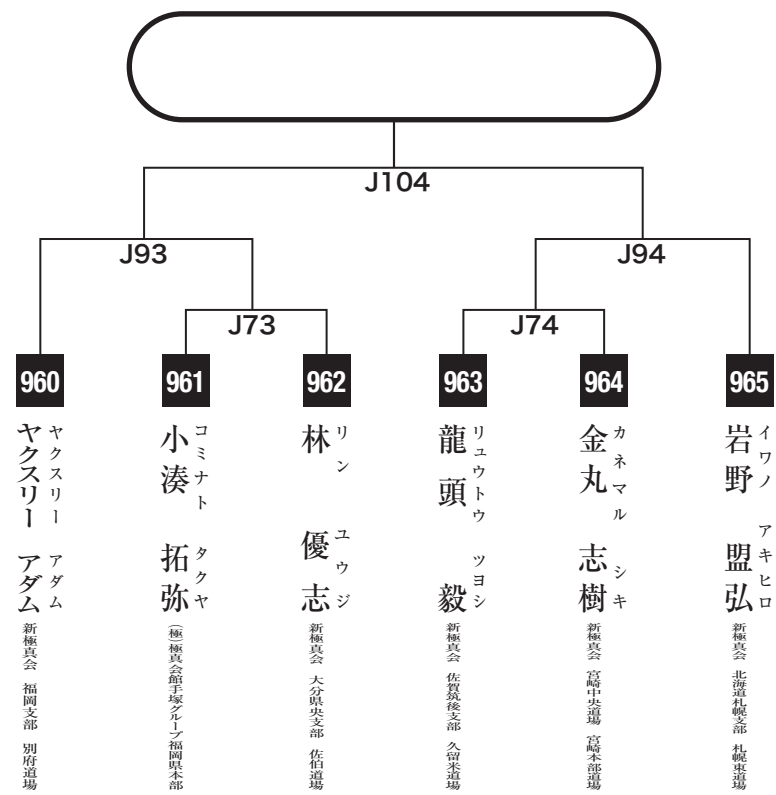 J104
J93
J94
J73
J74
960
961
962
963
964
965
ヤクスリー アダム
ヤクスリー アダム
新極真会 福岡支部 別府道場
コミナト タクヤ
小湊 拓弥
(極)極真会館手塚グループ福岡県本部
リン ユウジ
林 優志
新極真会 大分県央支部 佐伯道場
リュウトウ ツヨシ
龍頭 毅
新極真会 佐賀筑後支部 久留米道場
カネマル シキ
金丸 志樹
新極真会 宮崎中央道場 宮崎本部道場
イワノ アキヒロ
岩野 盟弘
新極真会 北海道札幌支部 札幌東道場